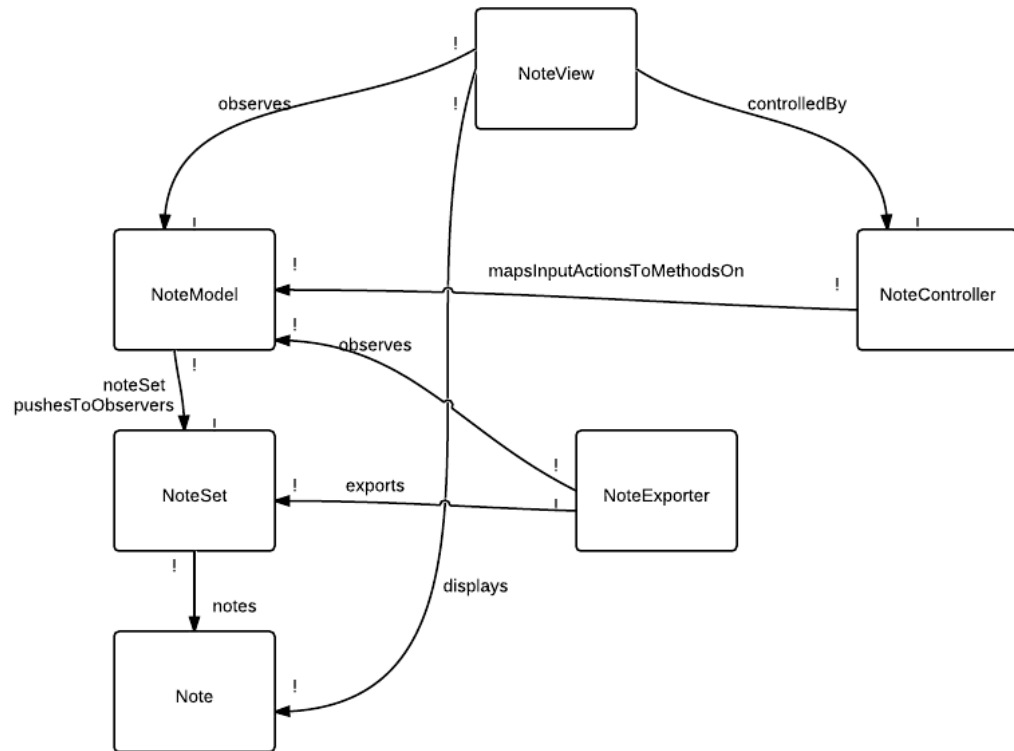 !
NoteView
observes
!
controlledBy
!
!
!
mapsInputActionsToMethodsOn
!
NoteModel
NoteController
!
observes
!
noteSet
pushesToObservers
!
!
exports
!
NoteSet
!
NoteExporter
!
displays
notes
!
Note